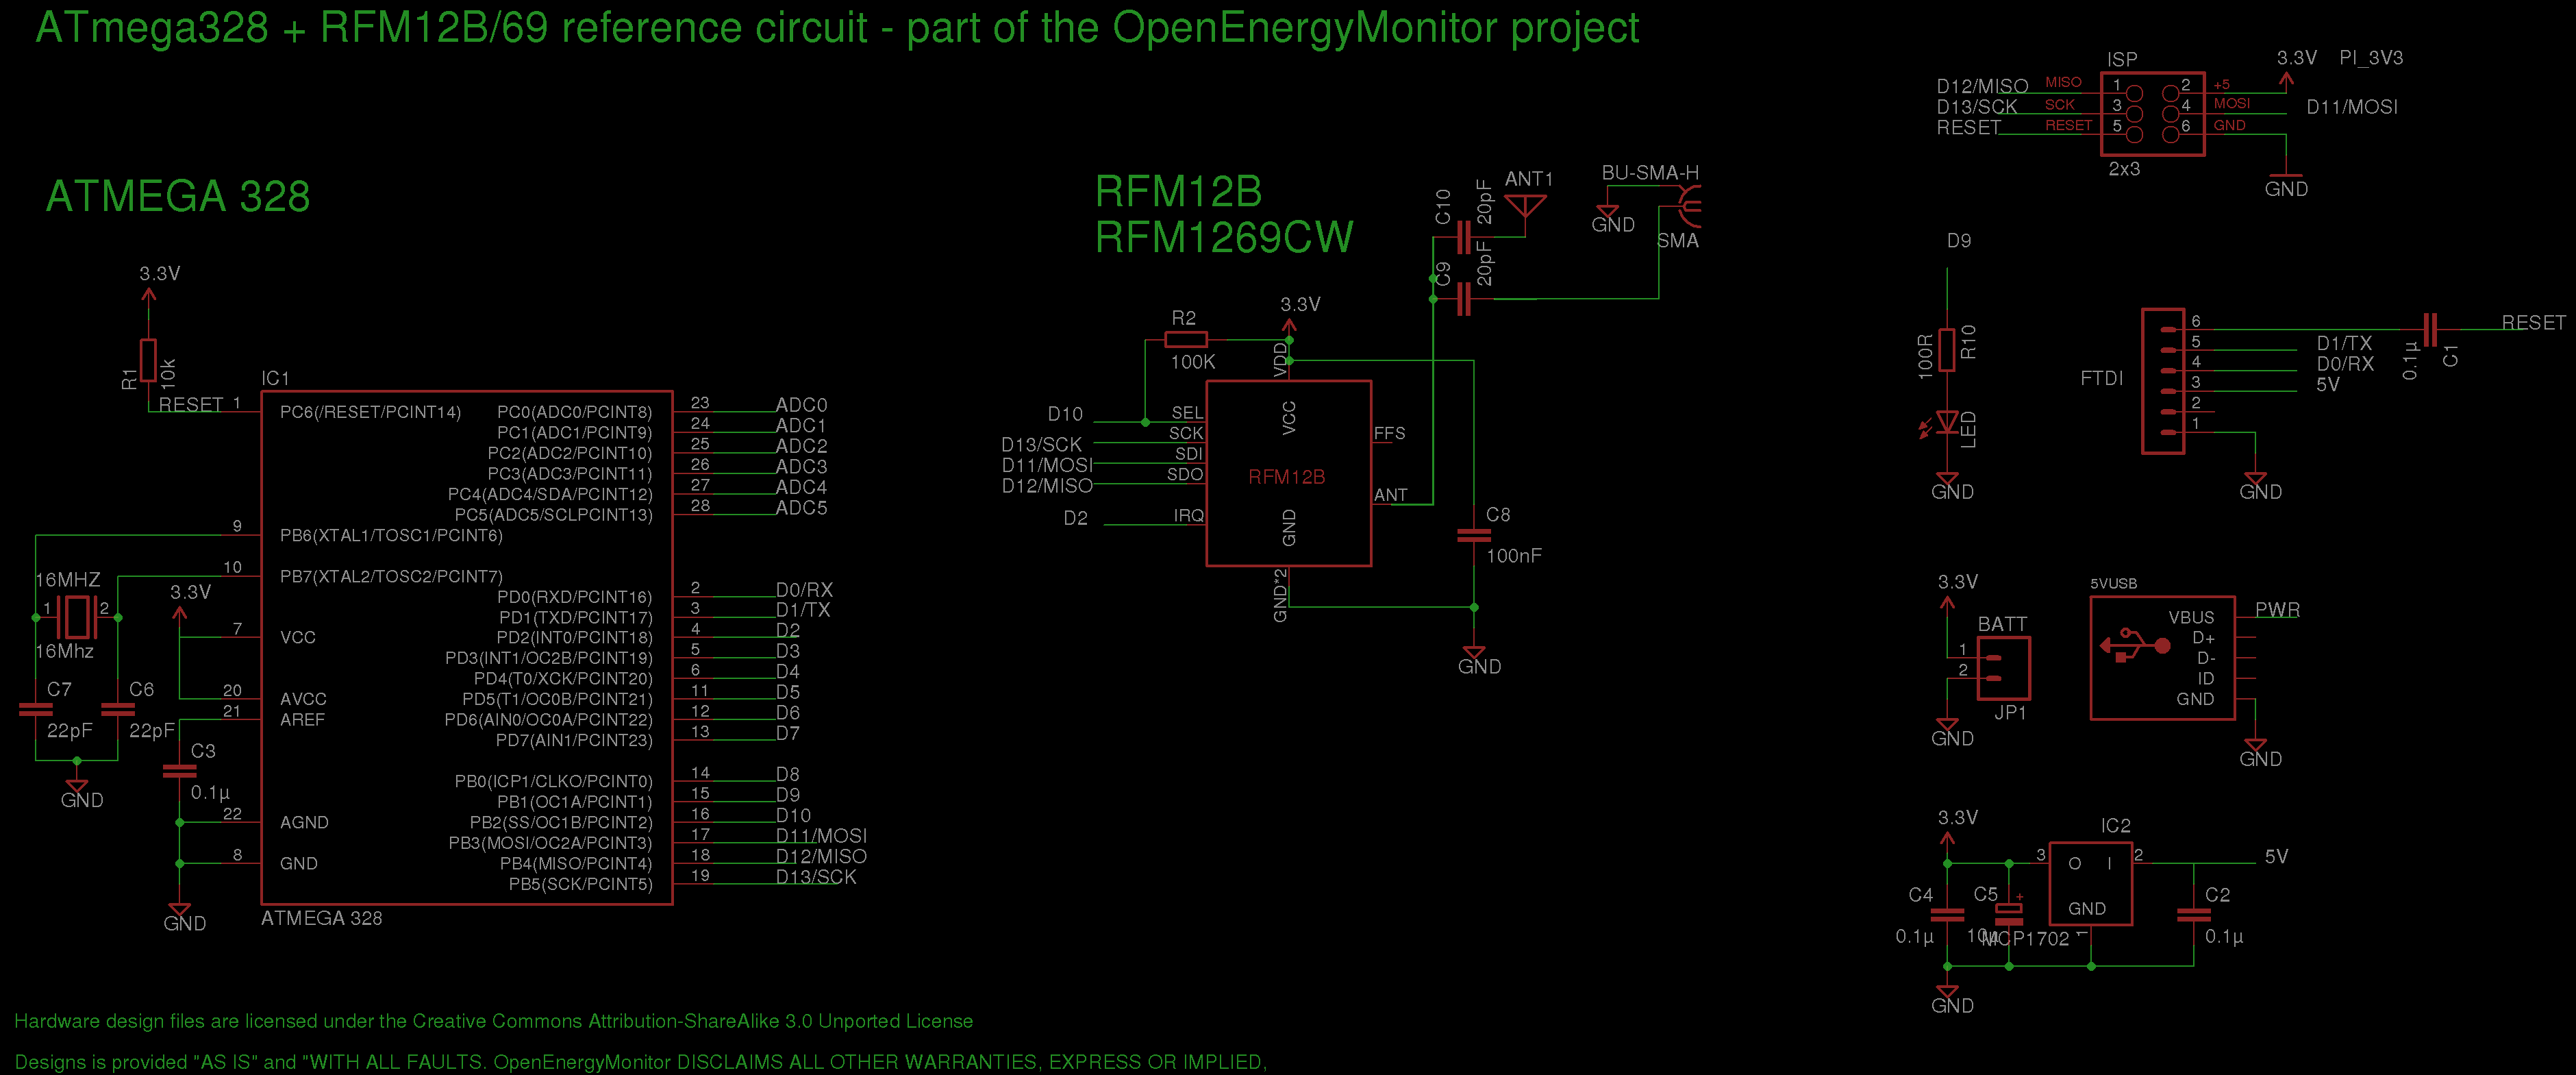 ATmega328 + RFM12B/69 reference circuit - part of the OpenEnergyMonitor project
ATMEGA 328
3.3V
R1
10k
RESET
1
IC1
PC6(/RESET/PCINT14)
PC0(ADC0/PCINT8) 23 ADC0
PC1(ADC1/PCINT9) 24 ADC1
PC2(ADC2/PCINT10) 25 ADC2
PC3(ADC3/PCINT11) 26 ADC3
PC4(ADC4/SDA/PCINT12) 27 ADC4
PC5(ADC5/SCLPCINT13) 28 ADC5
9 PB6(XTAL1/TOSC1/PCINT6)
10 PB7(XTAL2/TOSC2/PCINT7)
16MHZ
1 2
16Mhz
3.3V
7 VCC
20 AVCC
21 AREF
C7
22pF
C6
22pF
GND
C3
0.1µ
22 AGND
8 GND
GND
PD0(RXD/PCINT16) 2 D0/RX
PD1(TXD/PCINT17) 3 D1/TX
PD2(INT0/PCINT18) 4 D2
PD3(INT1/OC2B/PCINT19) 5 D3
PD4(T0/XCK/PCINT20) 6 D4
PD5(T1/OC0B/PCINT21) 11 D5
PD6(AIN0/OC0A/PCINT22) 12 D6
PD7(AIN1/PCINT23) 13 D7
PB0(ICP1/CLKO/PCINT0) 14 D8
PB1(OC1A/PCINT1) 15 D9
PB2(SS/OC1B/PCINT2) 16 D10
PB3(MOSI/OC2A/PCINT3) 17 D11/MOSI
PB4(MISO/PCINT4) 18 D12/MISO
PB5(SCK/PCINT5) 19 D13/SCK
ATMEGA 328
RFM12B
RFM1269CW
C10
20pF
ANT1
C9
20pF
BU-SMA-H
GND
SMA
3.3V
R2
100K
VDD
VCC
D10 SEL
D13/SCK SCK
D11/MOSI SDI
D12/MISO SDO
D2 IRQ
RFM12B
FFS
ANT
GND
GND*2
C8
100nF
GND
ISP
3.3V PI_3V3
D12/MISO MISO 1 2 +5
D13/SCK SCK 3 4 MOSI D11/MOSI
RESET RESET 5 6 GND
2x3
GND
D9
100R
R10
LED
GND
FTDI
6
5 D1/TX
4 D0/RX
3 5V
2
1
0.1µ
C1
RESET
GND
3.3V
BATT
1
2
JP1
GND
5VUSB
VBUS PWR
D+
D-
ID
GND
GND
3.3V
IC2
3 O I 2 5V
GND
1
C4
0.1µ
C5
+
10µ
MCP1702
C2
0.1µ
GND
Hardware design files are licensed under the Creative Commons Attribution-ShareAlike 3.0 Unported License
Designs is provided "AS IS" and "WITH ALL FAULTS. OpenEnergyMonitor DISCLAIMS ALL OTHER WARRANTIES, EXPRESS OR IMPLIED,